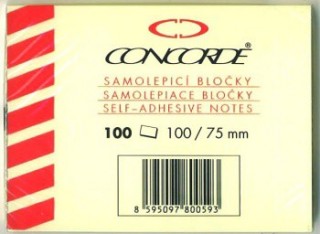 CONCORDE®
SAMOLEPICÍ BLOČKY
SAMOLEPIACE BLOČKY
SELF-ADHESIVE NOTES
100 100/75 mm
8 595097 800593